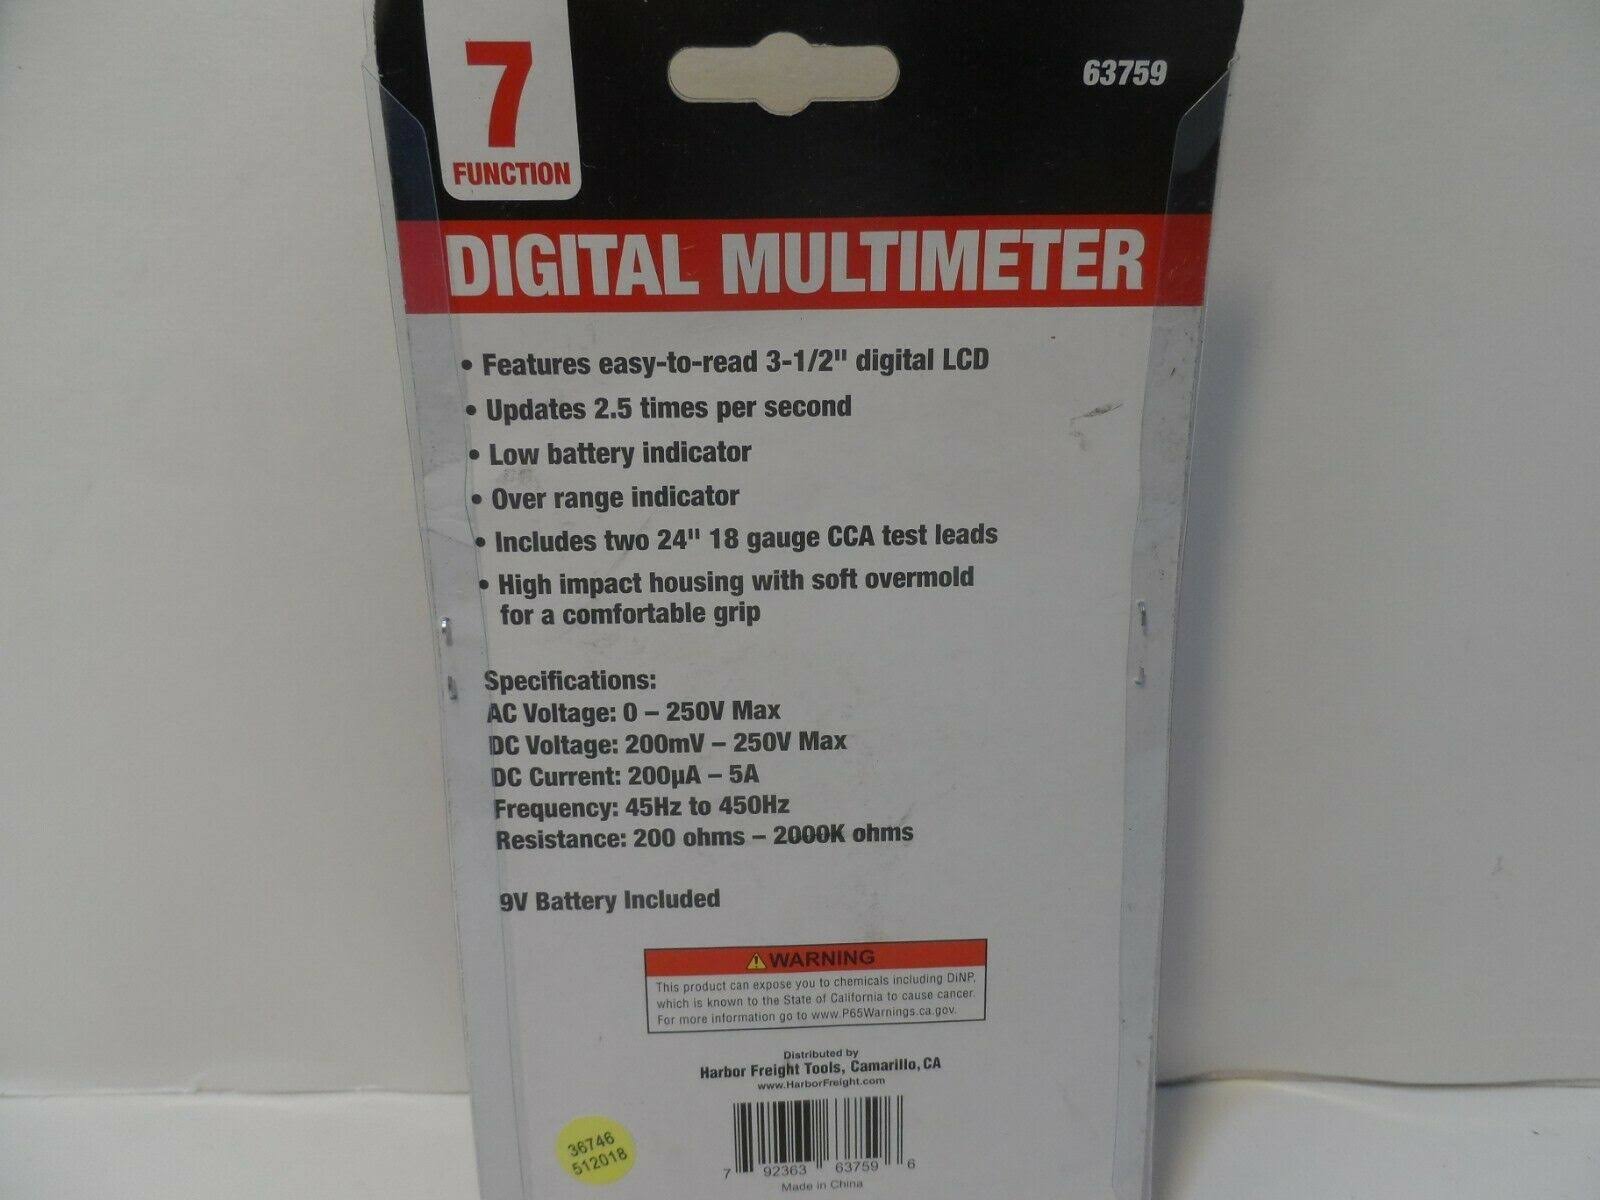 7
FUNCTION
63759
DIGITAL MULTIMETER
• Features easy-to-read 3-1/2" digital LCD
• Updates 2.5 times per second
• Low battery indicator
• Over range indicator
• Includes two 24" 18 gauge CCA test leads
• High impact housing with soft overmold
for a comfortable grip
Specifications:
AC Voltage: 0 – 250V Max
DC Voltage: 200mV – 250V Max
DC Current: 200µA – 5A
Frequency: 45Hz to 450Hz
Resistance: 200 ohms – 2000K ohms
9V Battery Included
⚠WARNING
This product can expose you to chemicals including DiNP,
which is known to the State of California to cause cancer.
For more information go to www.P65Warnings.ca.gov.
Distributed by
Harbor Freight Tools, Camarillo, CA
www.HarborFreight.com
36746
512018
7 92363 63759 6
Made in China